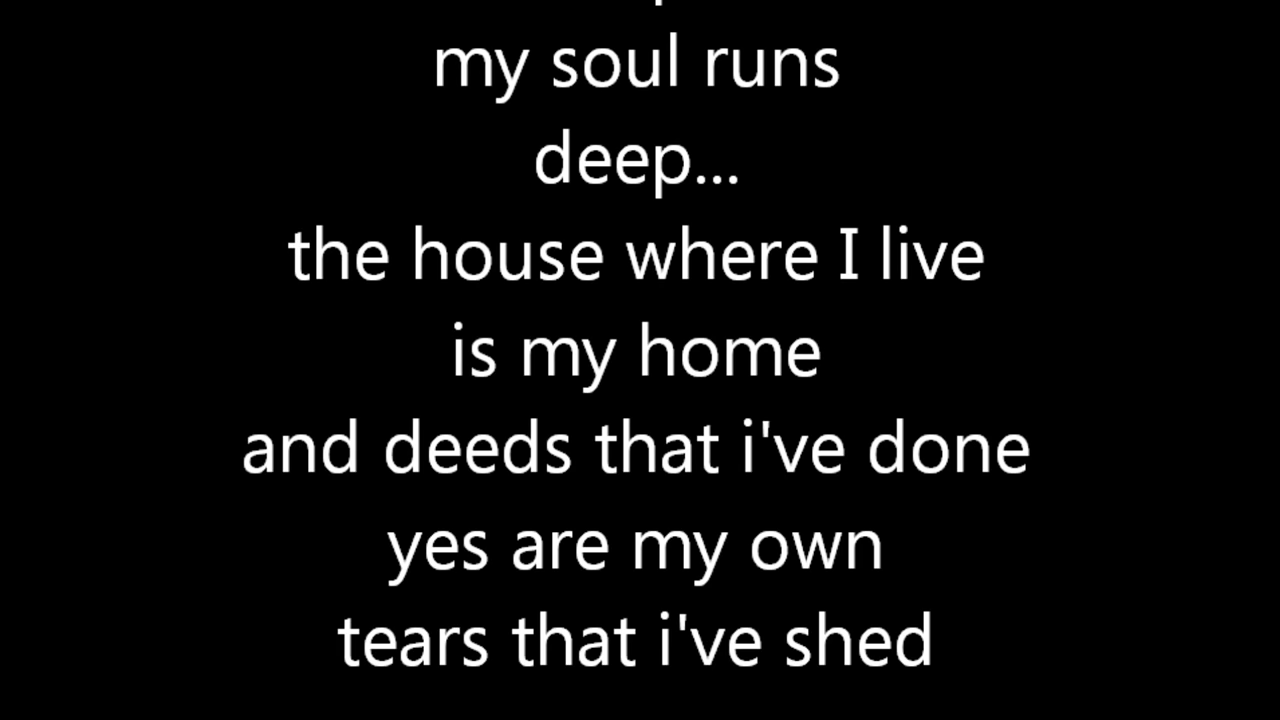 my soul runs
deep...
the house where I live
is my home
and deeds that i've done
yes are my own
tears that i've shed